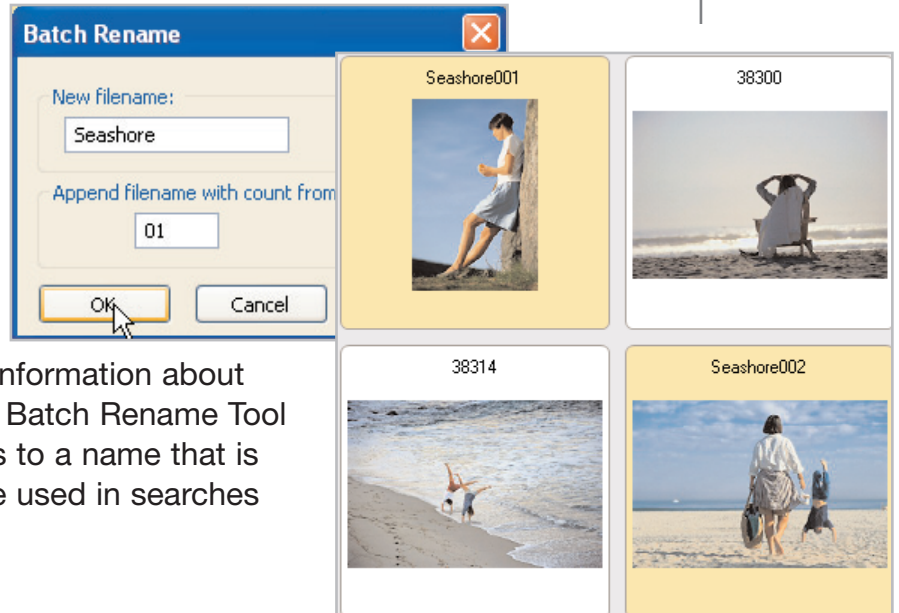 Batch Rename
New filename:
Seashore
Append filename with count from
01
OK
Cancel
Seashore001
38300
38314
Seashore002
information about
Batch Rename Tool
s to a name that is
e used in searches